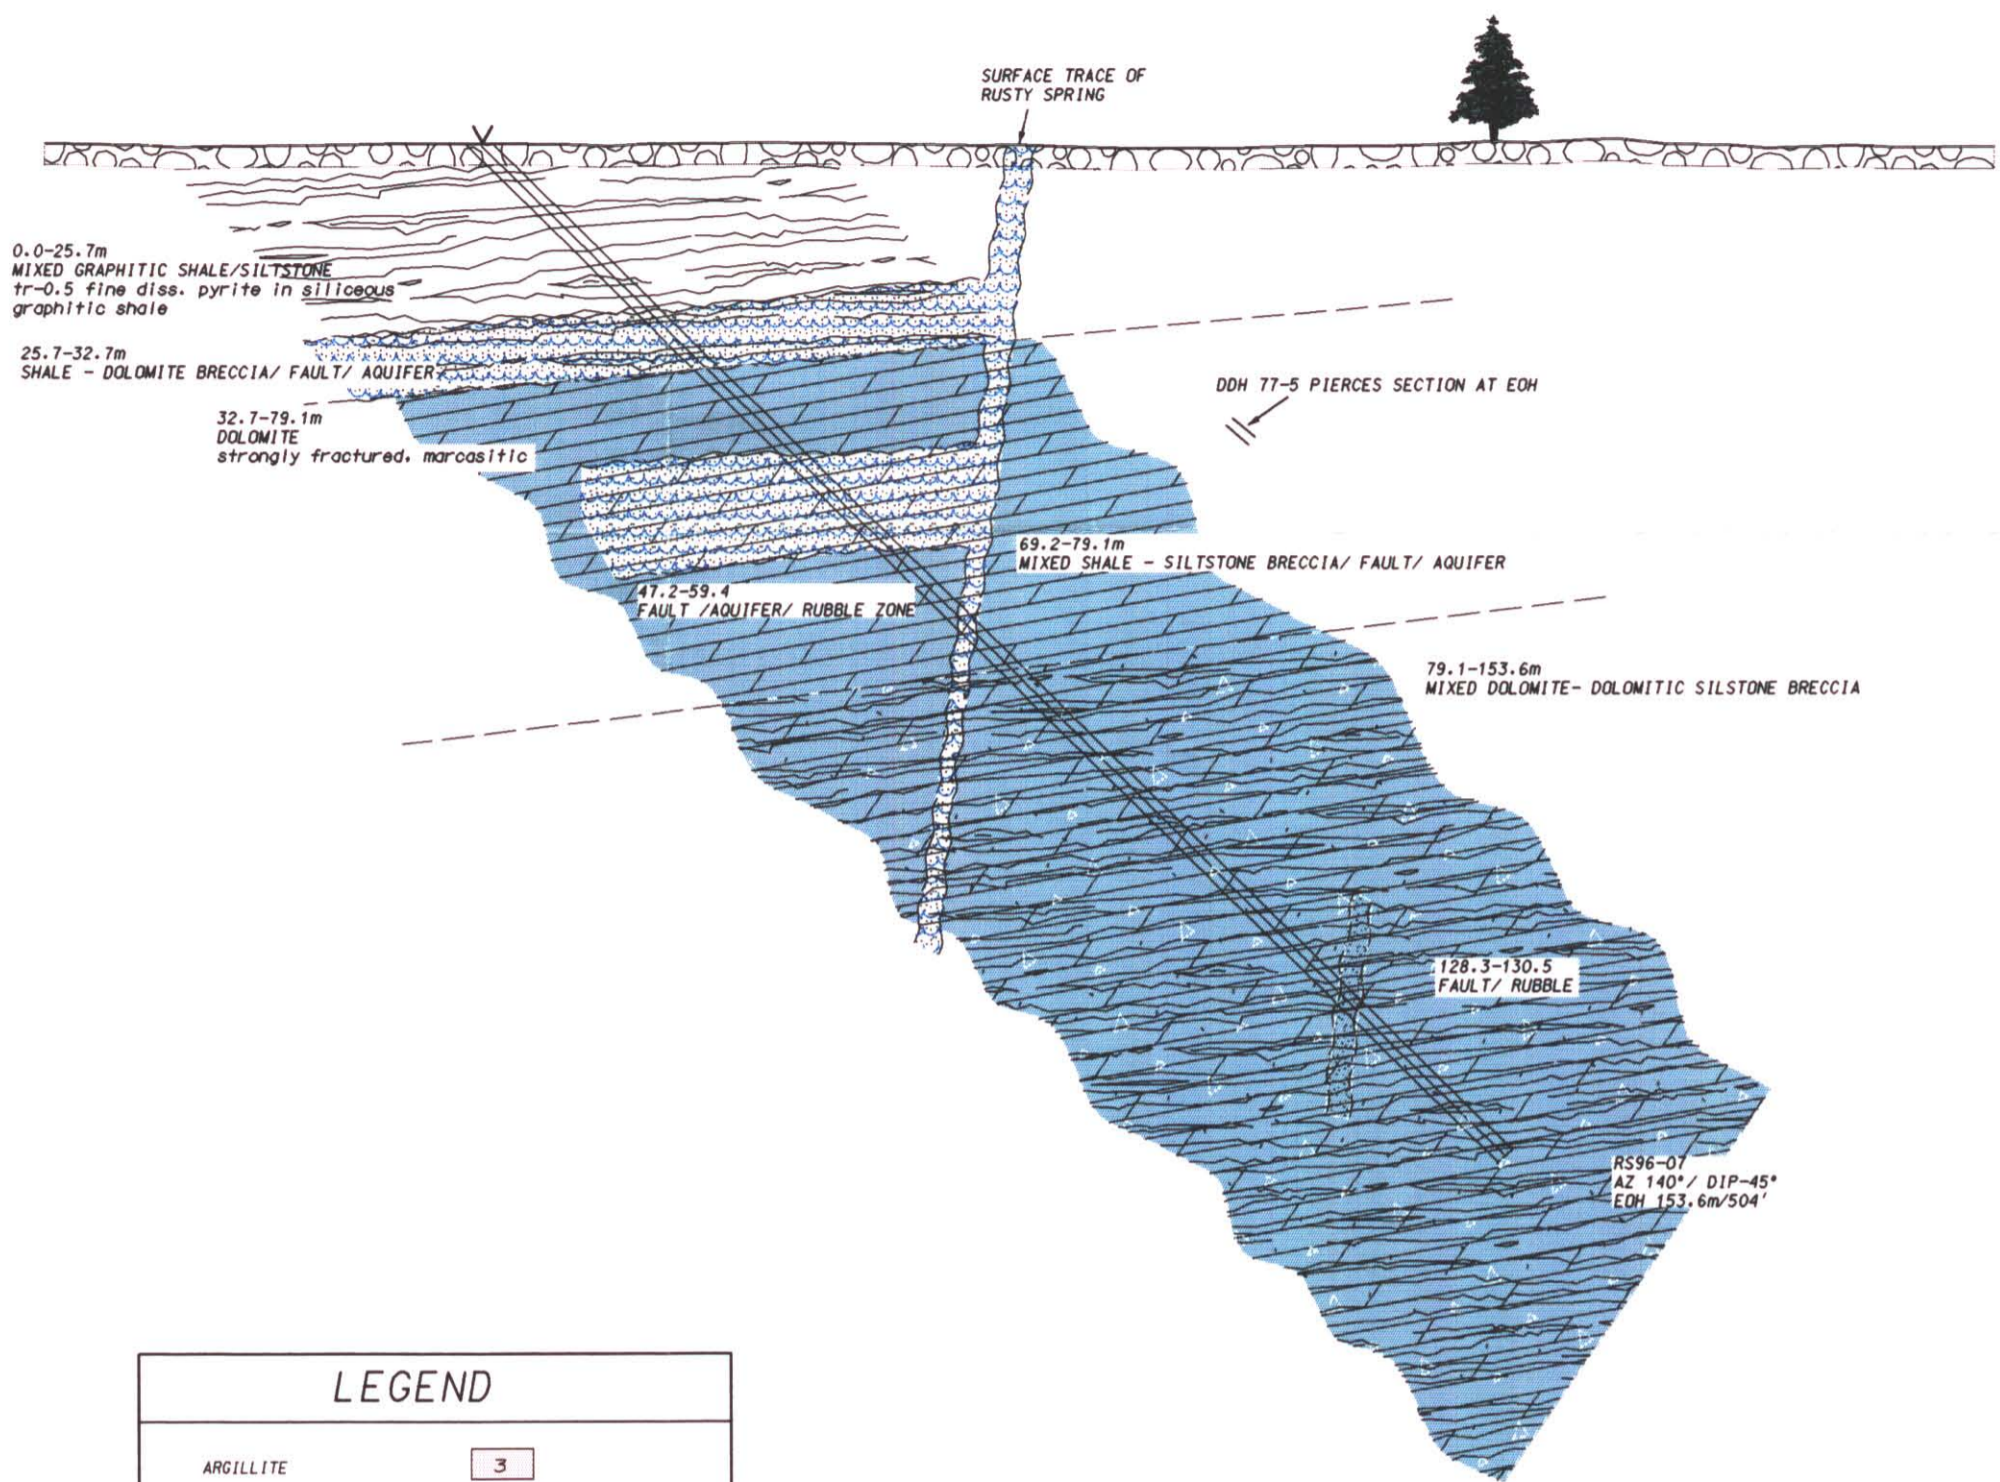 SURFACE TRACE OF
RUSTY SPRING
0.0-25.7m
MIXED GRAPHITIC SHALE/SILTSTONE
tr-0.5 fine diss. pyrite in siliceous
graphitic shale
25.7-32.7m
SHALE - DOLOMITE BRECCIA/ FAULT/ AQUIFER
DDH 77-5 PIERCES SECTION AT EOH
32.7-79.1m
DOLOMITE
strongly fractured. marcasitic
69.2-79.1m
MIXED SHALE - SILTSTONE BRECCIA/ FAULT/ AQUIFER
47.2-59.4
FAULT /AQUIFER/ RUBBLE ZONE
79.1-153.6m
MIXED DOLOMITE- DOLOMITIC SILSTONE BRECCIA
128.3-130.5
FAULT/ RUBBLE
RS96-07
AZ 140°/ DIP-45°
EOH 153.6m/504'
LEGEND
ARGILLITE 3